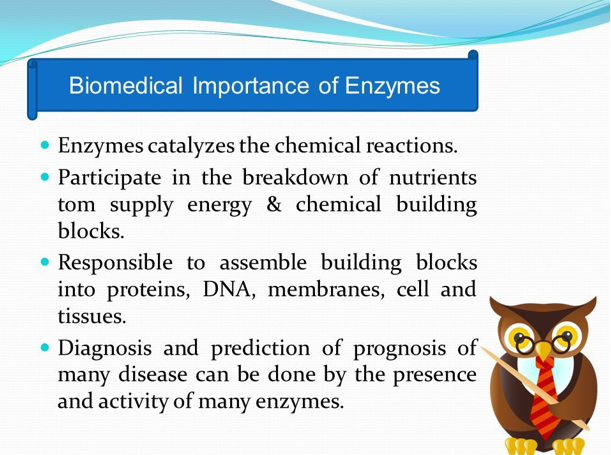 Biomedical Importance of Enzymes
• Enzymes catalyzes the chemical reactions.
• Participate in the breakdown of nutrients
tom supply energy & chemical building
blocks.
• Responsible to assemble building blocks
into proteins, DNA, membranes, cell and
tissues.
• Diagnosis and prediction of prognosis of
many disease can be done by the presence
and activity of many enzymes.